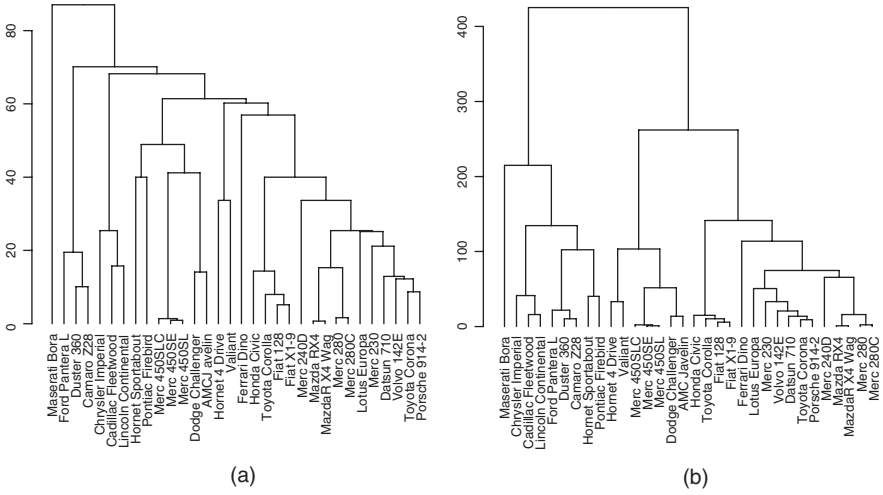 80
60
40
20
0
Maserati Bora
Ford Pantera L
Duster 360
Camaro Z28
Chrysler Imperial
Cadillac Fleetwood
Lincoln Continental
Hornet Sportabout
Pontiac Firebird
Merc 450SLC
Merc 450SE
Merc 450SL
Dodge Challenger
AMCJ avelin
Hornet 4 Drive
Valiant
Ferrari Dino
Honda Civic
Toyota Corolla
Fiat 128
Fiat X1-9
Merc 240D
Mazda RX4
MazdaR X4 Wag
Merc 280
Merc 280C
Lotus Europa
Merc 230
Datsun 710
Volvo 142E
Toyota Corona
Porsche 914-2
(a)
400
300
200
100
0
Maserati Bora
Chrysler Imperial
Cadillac Fleetwood
Lincoln Continental
Ford Pantera L
Duster 360
Camaro Z28
Hornet Sportabout
Pontiac Firebird
Hornet 4 Drive
Valiant
Merc 450SLC
Merc 450SE
Merc 450SL
Dodge Challenger
AMC Javelin
Honda Civic
Toyota Corolla
Fiat 128
Fiat X1-9
Ferrari Dino
Lotus Europa
Merc 230
Volvo 142E
Datsun 710
Toyota Corona
Porsche 914-2
Merc 240D
Mazda RX4
MazdaR X4 Wag
Merc 280
Merc 280C
(b)